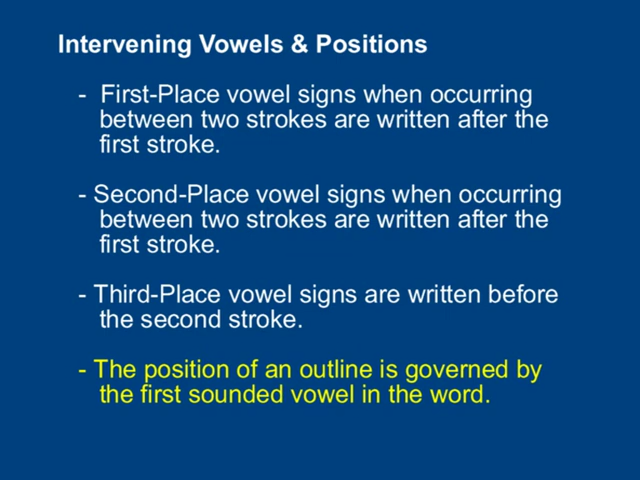 Intervening Vowels & Positions
- First-Place vowel signs when occurring
between two strokes are written after the
first stroke.
- Second-Place vowel signs when occurring
between two strokes are written after the
first stroke.
- Third-Place vowel signs are written before
the second stroke.
- The position of an outline is governed by
the first sounded vowel in the word.